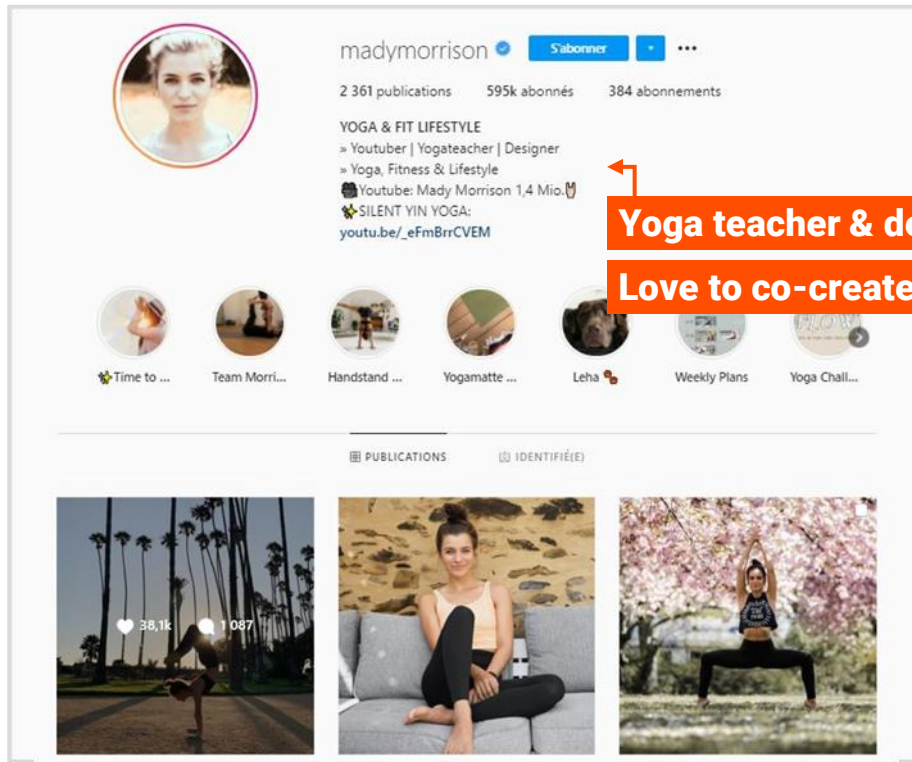 madymorrison
S'abonner
2 361 publications 595k abonnés 384 abonnements
YOGA & FIT LIFESTYLE
» Youtuber | Yogateacher | Designer
» Yoga, Fitness & Lifestyle
Youtube: Mady Morrison 1,4 Mio.
SILENT YIN YOGA:
youtu.be/_eFmBrrCVEM
Yoga teacher & de
Love to co-create
FLOW
Time to ... Team Morri... Handstand ... Yogamatte ... Leha Weekly Plans Yoga Chall...
PUBLICATIONS IDENTIFIÉ(E)
38,1k 1 087